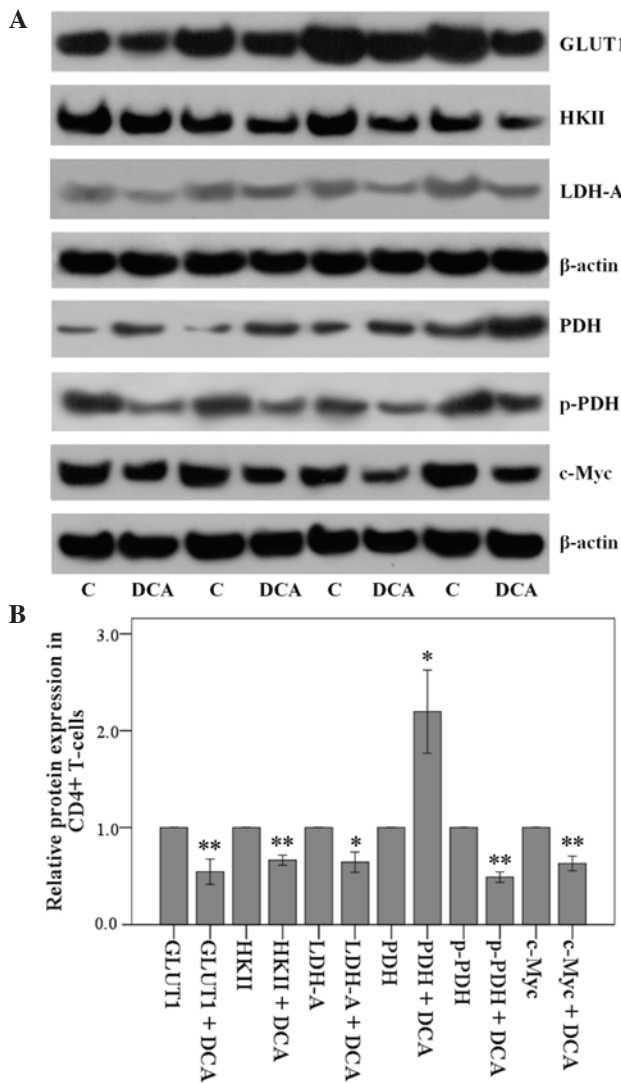 A
GLUT1
HKII
LDH-A
β-actin
PDH
p-PDH
c-Myc
β-actin
C DCA C DCA C DCA C DCA
B
Relative protein expression in
CD4+ T-cells
3.0
2.0
1.0
0.0
** ** * * ** **
GLUT1
GLUT1 + DCA
HKII
HKII + DCA
LDH-A
LDH-A + DCA
PDH
PDH + DCA
p-PDH
p-PDH + DCA
c-Myc
c-Myc + DCA